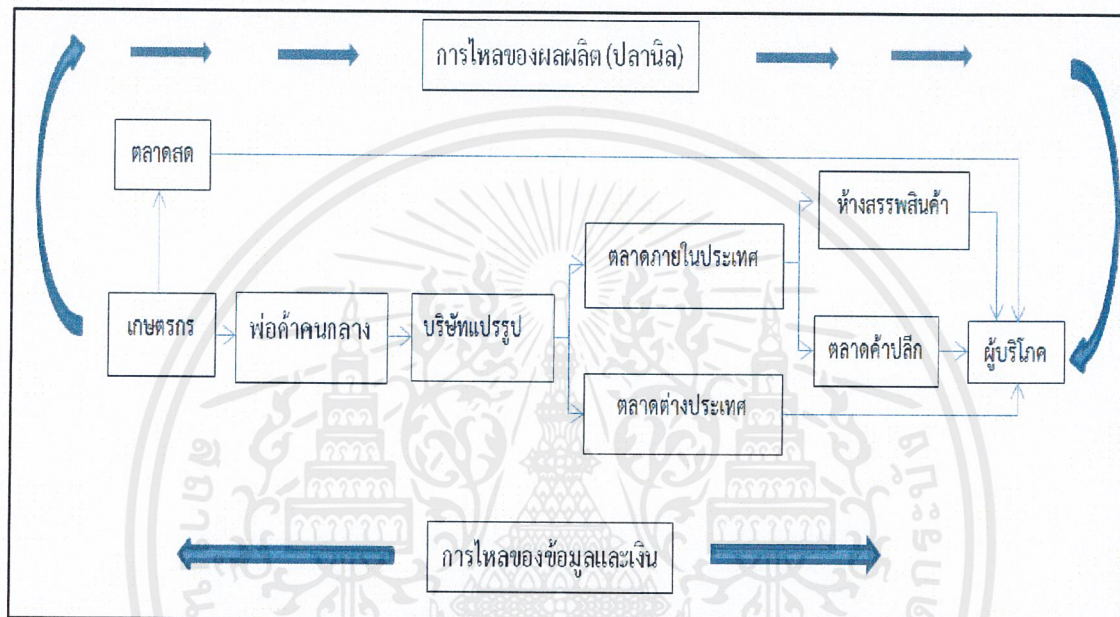 การไหลของผลผลิต (ปลานิล)
ตลาดสด
ห้างสรรพสินค้า
ตลาดภายในประเทศ
เกษตรกร
พ่อค้าคนกลาง
บริษัทแปรรูป
ตลาดค้าปลีก
ผู้บริโภค
ตลาดต่างประเทศ
การไหลของข้อมูลและเงิน